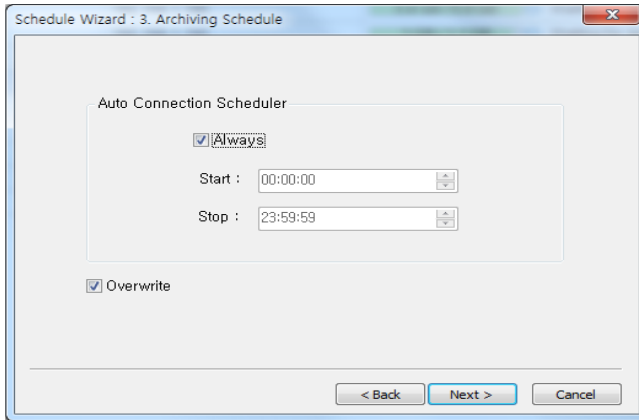 Schedule Wizard : 3. Archiving Schedule
Auto Connection Scheduler
Always
Start : 00:00:00
Stop : 23:59:59
Overwrite
< Back Next > Cancel